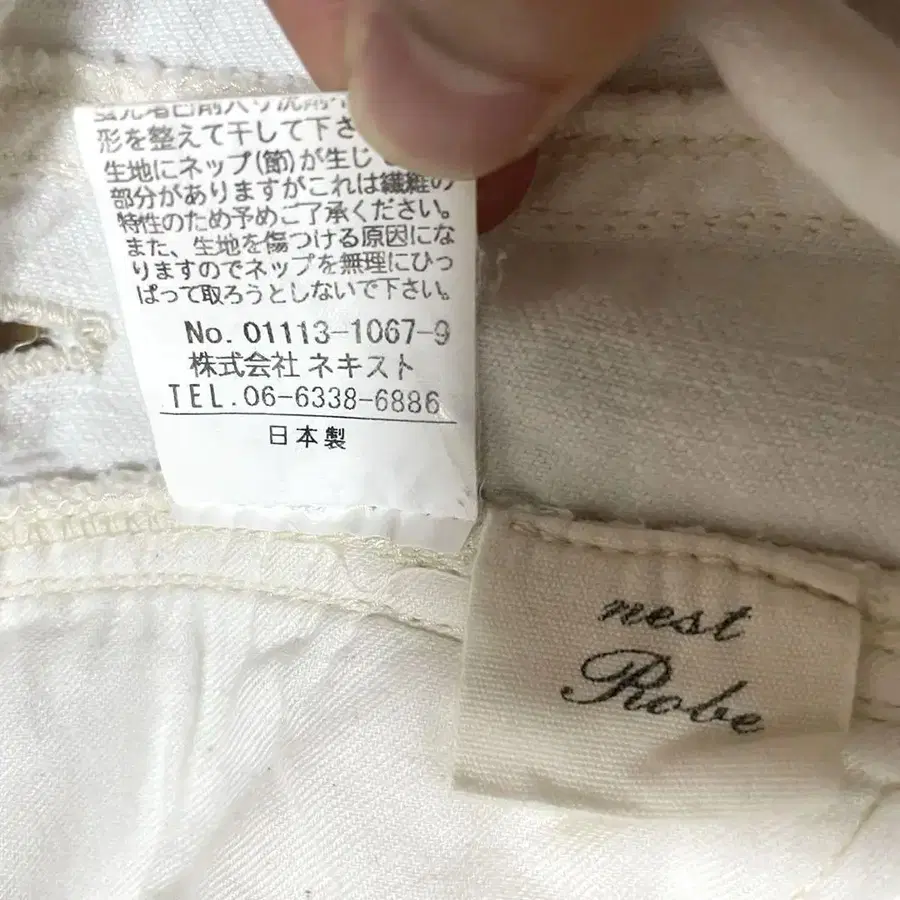 形を整えて干して下さ
生地にネップ(節)が生じ
部分がありますがこれは繊維の
特性のため予めご了承ください。
また、生地を傷つける原因にな
りますのでネップを無理にひっ
ぱって取ろうとしないで下さい。
No. 01113-1067-9
株式会社 ネキスト
TEL. 06-6338-6886
日本製
nest
Robe